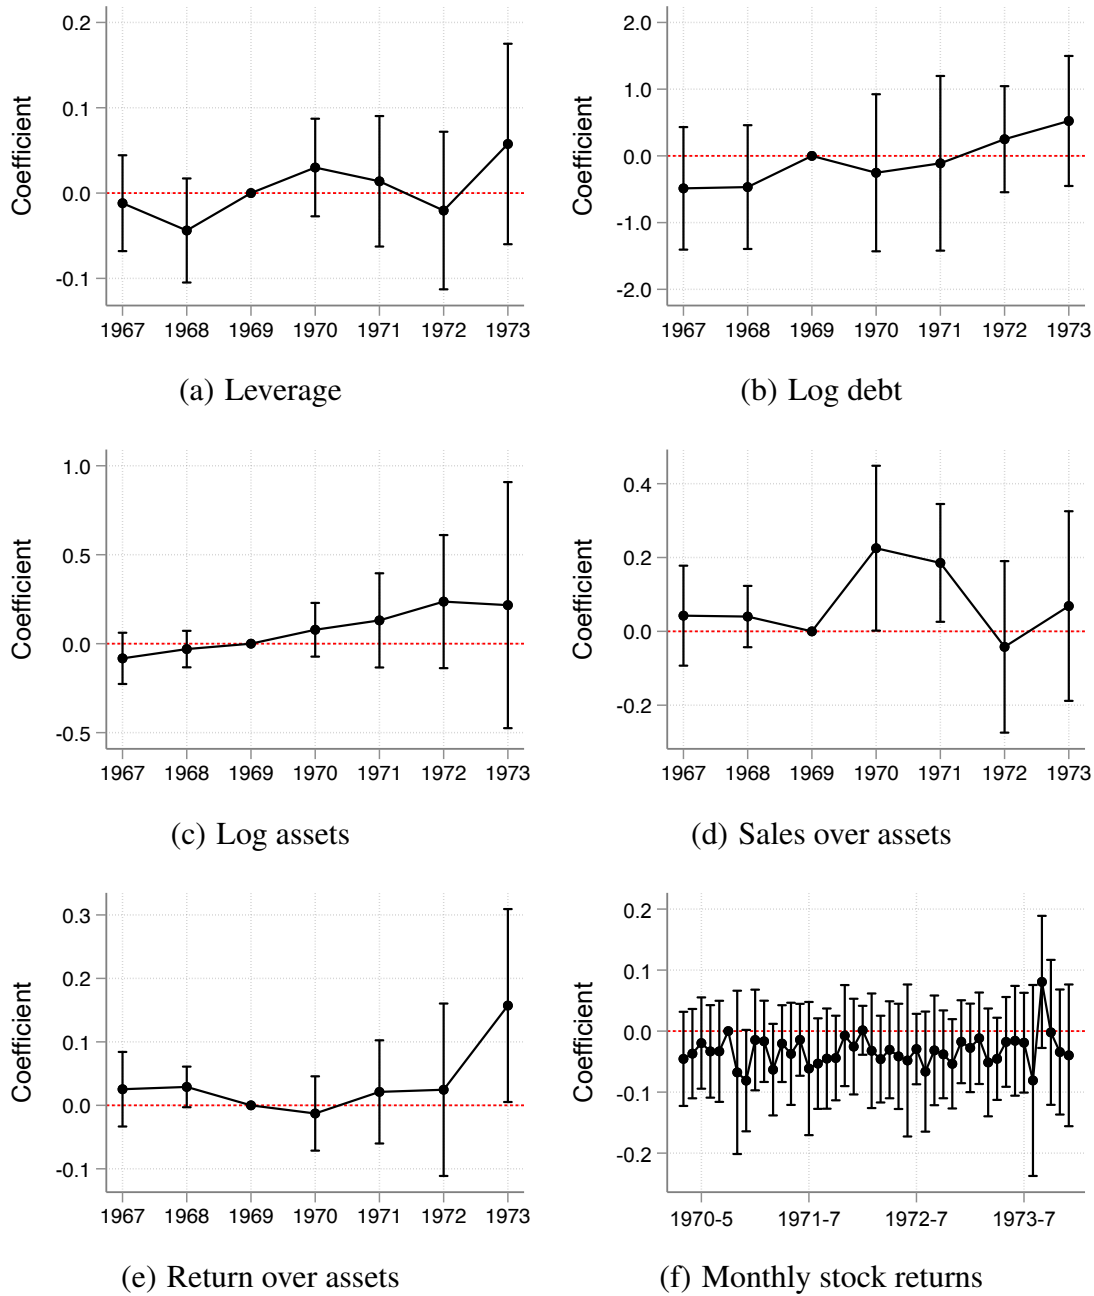 Coefficient
0.2
0.1
0.0
-0.1
1967 1968 1969 1970 1971 1972 1973
(a) Leverage
Coefficient
2.0
1.0
0.0
-1.0
-2.0
1967 1968 1969 1970 1971 1972 1973
(b) Log debt
Coefficient
1.0
0.5
0.0
-0.5
1967 1968 1969 1970 1971 1972 1973
(c) Log assets
Coefficient
0.4
0.2
0.0
-0.2
1967 1968 1969 1970 1971 1972 1973
(d) Sales over assets
Coefficient
0.3
0.2
0.1
0.0
-0.1
1967 1968 1969 1970 1971 1972 1973
(e) Return over assets
Coefficient
0.2
0.1
0.0
-0.1
-0.2
1970-5 1971-7 1972-7 1973-7
(f) Monthly stock returns